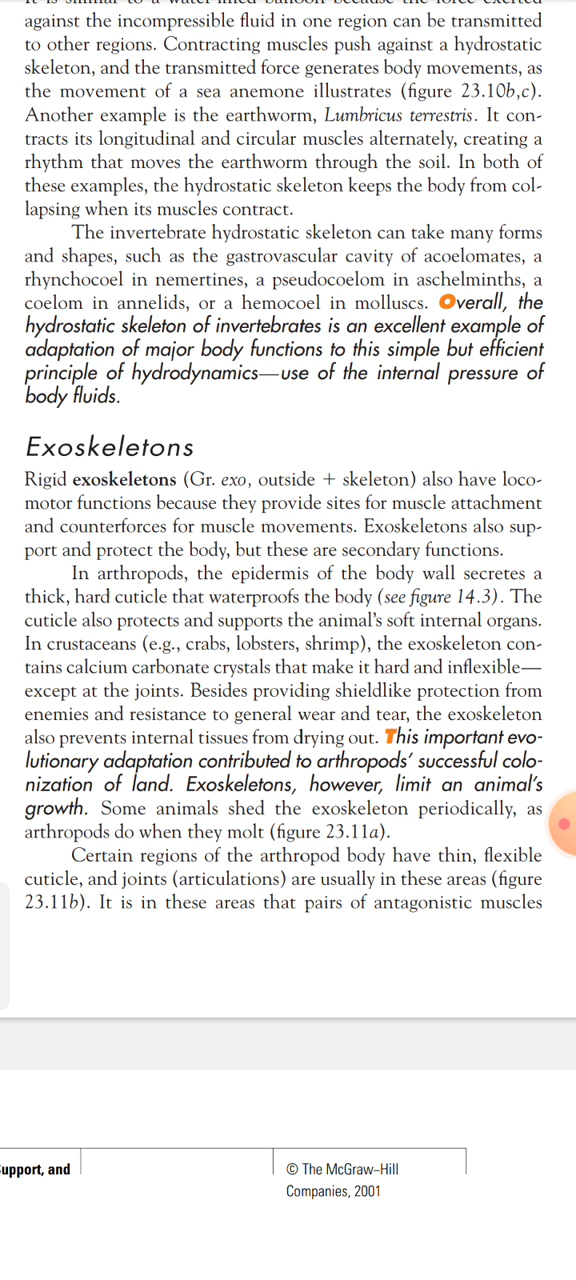 against the incompressible fluid in one region can be transmitted
to other regions. Contracting muscles push against a hydrostatic
skeleton, and the transmitted force generates body movements, as
the movement of a sea anemone illustrates (figure 23.10b,c).
Another example is the earthworm, Lumbricus terrestris. It con-
tracts its longitudinal and circular muscles alternately, creating a
rhythm that moves the earthworm through the soil. In both of
these examples, the hydrostatic skeleton keeps the body from col-
lapsing when its muscles contract.
The invertebrate hydrostatic skeleton can take many forms
and shapes, such as the gastrovascular cavity of acoelomates, a
rhynchocoel in nemertines, a pseudocoelom in aschelminths, a
coelom in annelids, or a hemocoel in molluscs. Overall, the
hydrostatic skeleton of invertebrates is an excellent example of
adaptation of major body functions to this simple but efficient
principle of hydrodynamics—use of the internal pressure of
body fluids.
Exoskeletons
Rigid exoskeletons (Gr. exo, outside + skeleton) also have loco-
motor functions because they provide sites for muscle attachment
and counterforces for muscle movements. Exoskeletons also sup-
port and protect the body, but these are secondary functions.
In arthropods, the epidermis of the body wall secretes a
thick, hard cuticle that waterproofs the body (see figure 14.3). The
cuticle also protects and supports the animal's soft internal organs.
In crustaceans (e.g., crabs, lobsters, shrimp), the exoskeleton con-
tains calcium carbonate crystals that make it hard and inflexible—
except at the joints. Besides providing shieldlike protection from
enemies and resistance to general wear and tear, the exoskeleton
also prevents internal tissues from drying out. This important evo-
lutionary adaptation contributed to arthropods' successful colo-
nization of land. Exoskeletons, however, limit an animal's
growth. Some animals shed the exoskeleton periodically, as
arthropods do when they molt (figure 23.11a).
Certain regions of the arthropod body have thin, flexible
cuticle, and joints (articulations) are usually in these areas (figure
23.11b). It is in these areas that pairs of antagonistic muscles
upport, and
© The McGraw–Hill
Companies, 2001